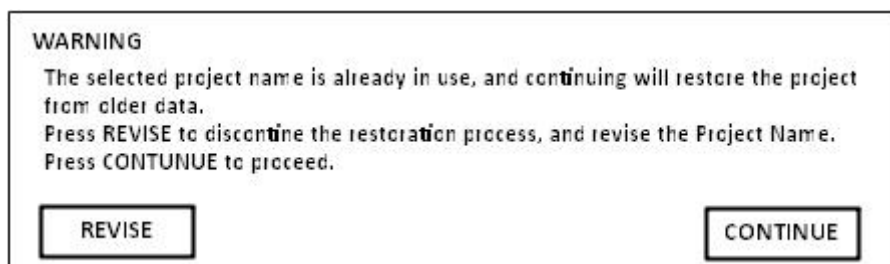 WARNING
The selected project name is already in use, and continuing will restore the project
from older data.
Press REVISE to discontine the restoration process, and revise the Project Name.
Press CONTUNUE to proceed.
REVISE
CONTINUE